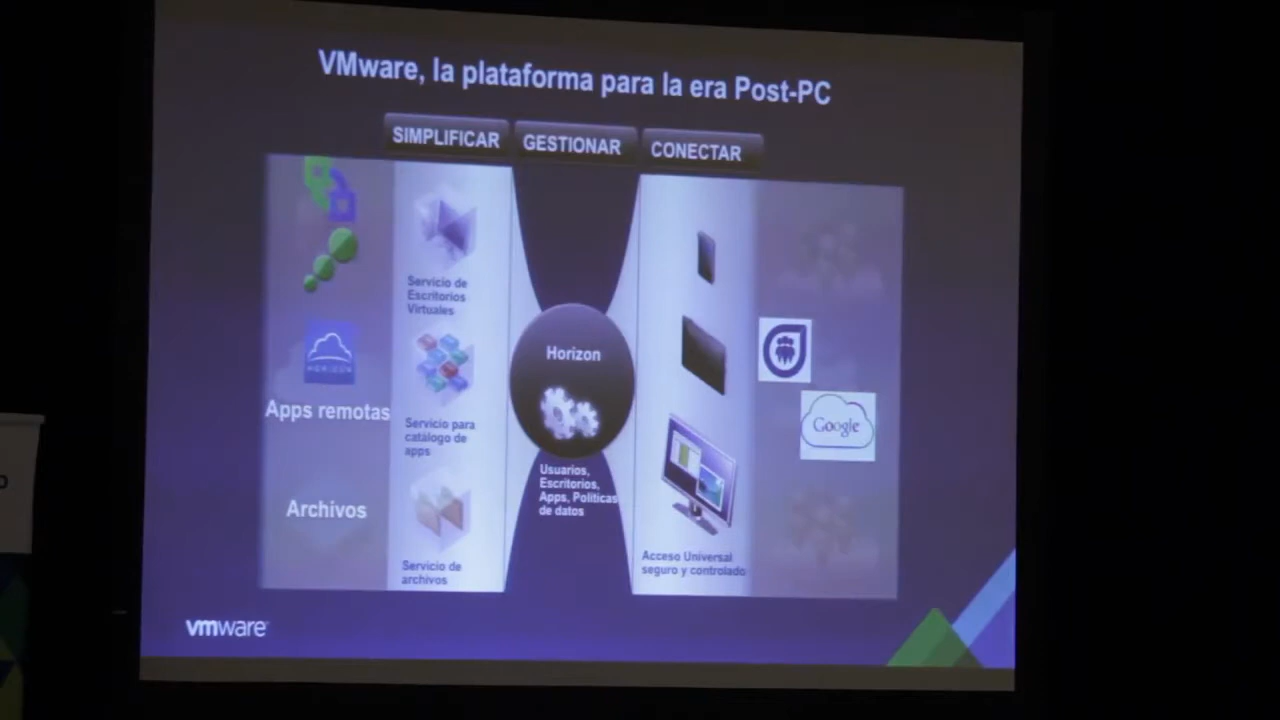 VMware, la plataforma para la era Post-PC
SIMPLIFICAR
GESTIONAR
CONECTAR
Servicio de
Escritorios
Virtuales
HORIZON
Apps remotas
Servicio para
catálogo de
apps
Archivos
Servicio de
archivos
Horizon
Usuarios,
Escritorios,
Apps, Políticas
de datos
Acceso Universal
seguro y controlado
Google
vmware
O